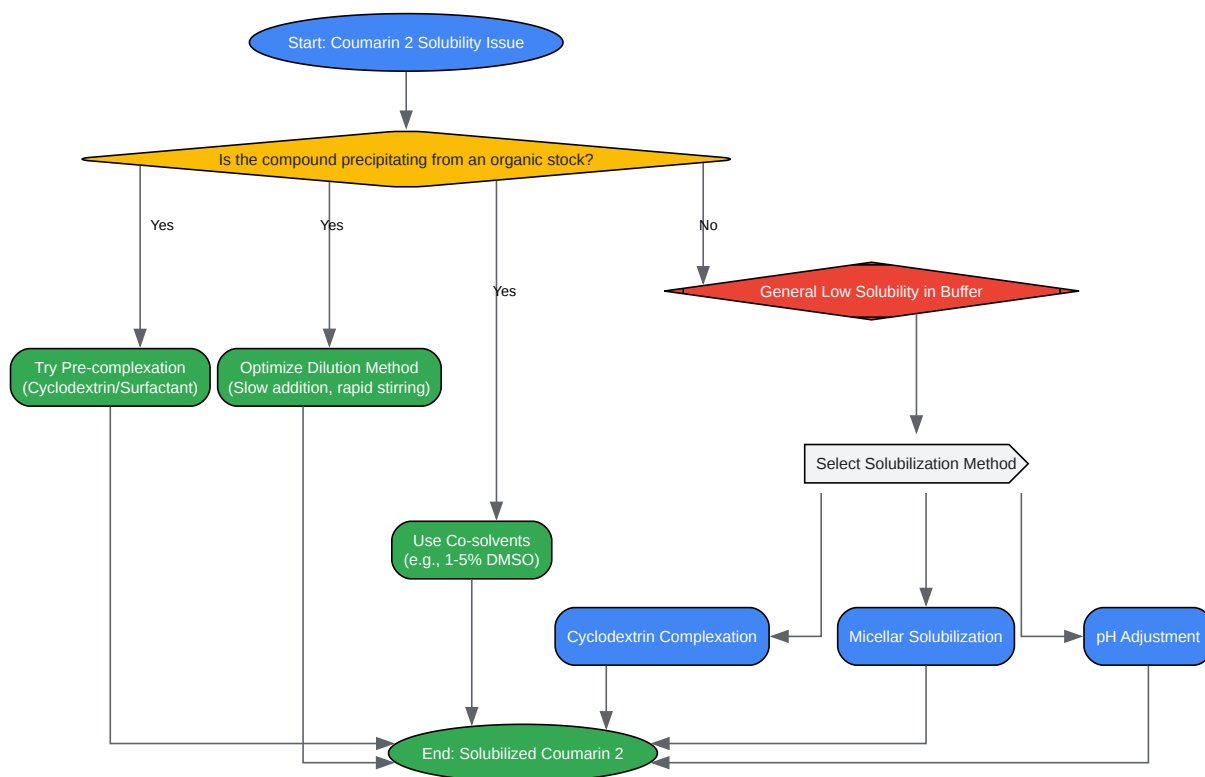 Start: Coumarin 2 Solubility Issue
Is the compound precipitating from an organic stock?
Yes
Yes
No
Yes
General Low Solubility in Buffer
Try Pre-complexation
(Cyclodextrin/Surfactant)
Optimize Dilution Method
(Slow addition, rapid stirring)
Select Solubilization Method
Use Co-solvents
(e.g., 1-5% DMSO)
Cyclodextrin Complexation
Micellar Solubilization
pH Adjustment
End: Solubilized Coumarin 2